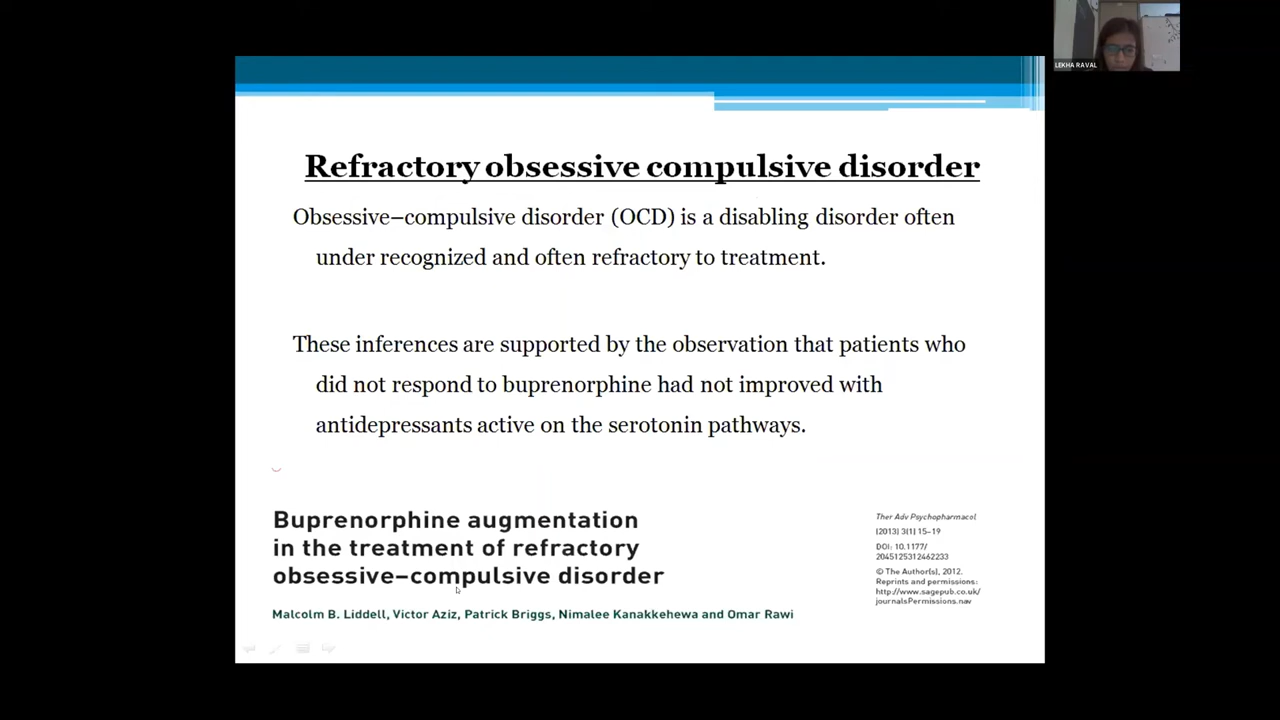 LEKHA RAVAL
Refractory obsessive compulsive disorder
Obsessive–compulsive disorder (OCD) is a disabling disorder often
under recognized and often refractory to treatment.
These inferences are supported by the observation that patients who
did not respond to buprenorphine had not improved with
antidepressants active on the serotonin pathways.
Buprenorphine augmentation
in the treatment of refractory
obsessive–compulsive disorder
Malcolm B. Liddell, Victor Aziz, Patrick Briggs, Nimalee Kanakkehewa and Omar Rawi
Ther Adv Psychopharmacol
(2013) 3(1) 15–19
DOI: 10.1177/
2045125312462233
© The Author(s), 2012.
Reprints and permissions:
http://www.sagepub.co.uk/
journalsPermissions.nav